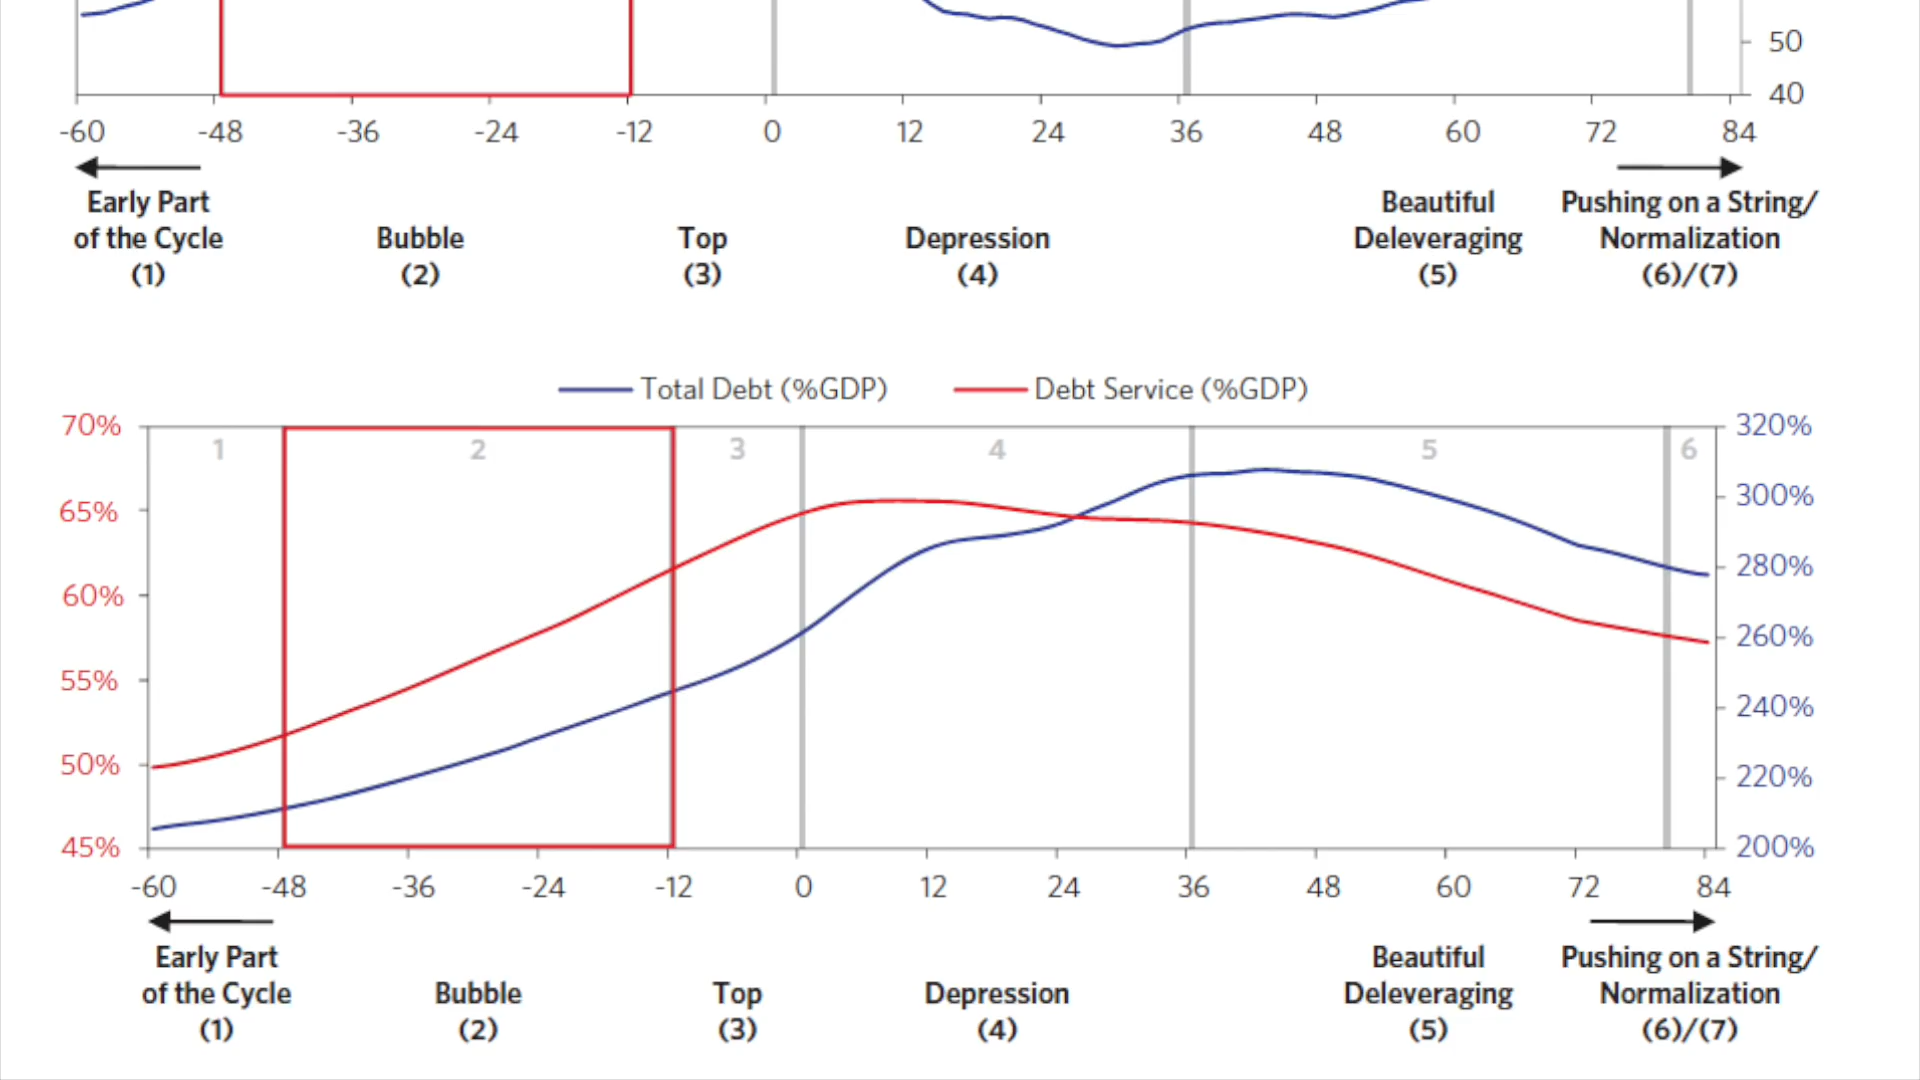 50
40
-60 -48 -36 -24 -12 0 12 24 36 48 60 72 84
Early Part
of the Cycle
(1)
Bubble
(2)
Top
(3)
Depression
(4)
Beautiful
Deleveraging
(5)
Pushing on a String/
Normalization
(6)/(7)
Total Debt (%GDP) Debt Service (%GDP)
70% 320%
1 2 3 4 5 6
65% 300%
60% 280%
55% 260%
240%
50% 220%
45% 200%
-60 -48 -36 -24 -12 0 12 24 36 48 60 72 84
Early Part
of the Cycle
(1)
Bubble
(2)
Top
(3)
Depression
(4)
Beautiful
Deleveraging
(5)
Pushing on a String/
Normalization
(6)/(7)